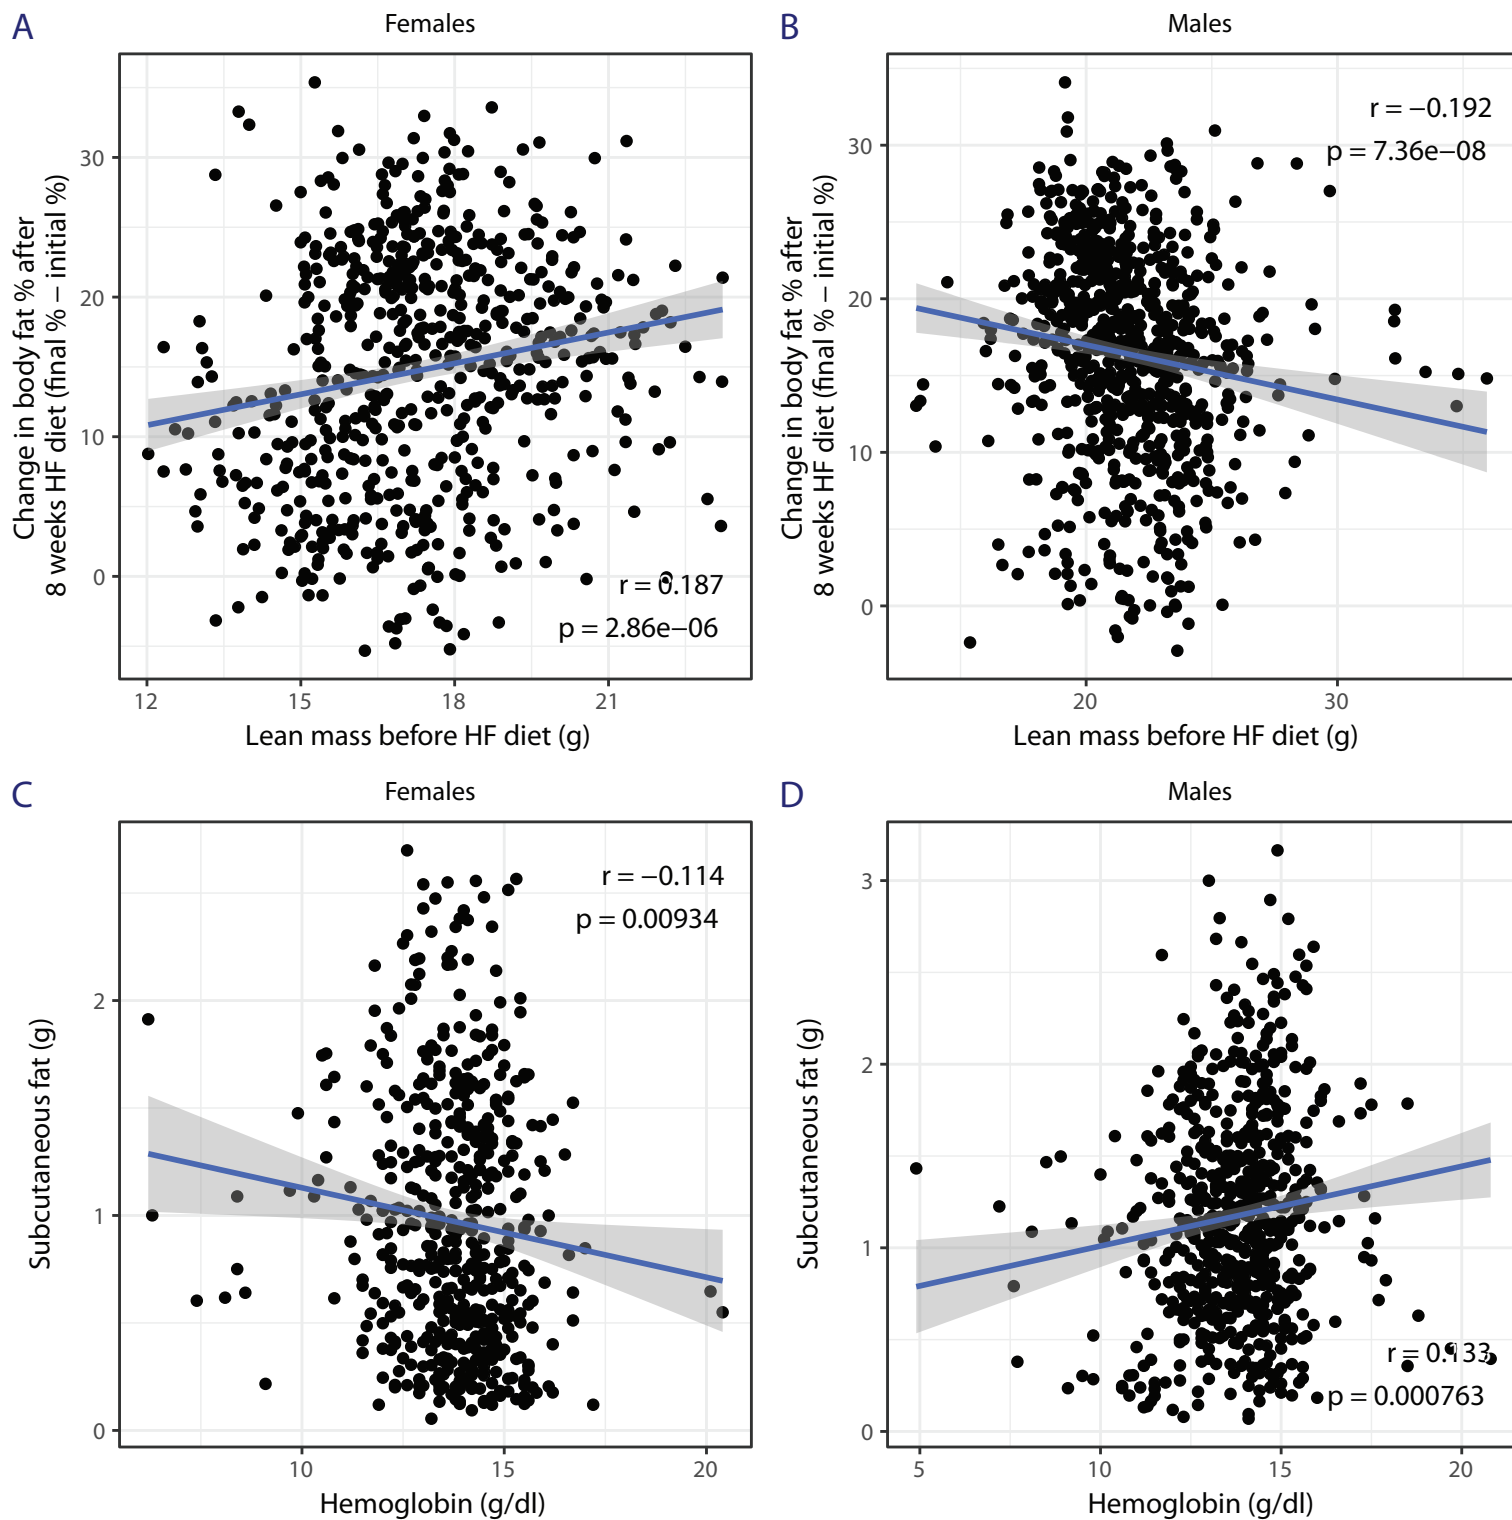 A
Females
Change in body fat % after
8 weeks HF diet (final % − initial %)
30
20
10
0
r = 0.187
p = 2.86e−06
12 15 18 21
Lean mass before HF diet (g)
B
Males
Change in body fat % after
8 weeks HF diet (final % − initial %)
30
20
10
0
r = −0.192
p = 7.36e−08
20 30
Lean mass before HF diet (g)
C
Females
Subcutaneous fat (g)
2
1
0
r = −0.114
p = 0.00934
10 15 20
Hemoglobin (g/dl)
D
Males
Subcutaneous fat (g)
3
2
1
0
r = 0.133
p = 0.000763
5 10 15 20
Hemoglobin (g/dl)